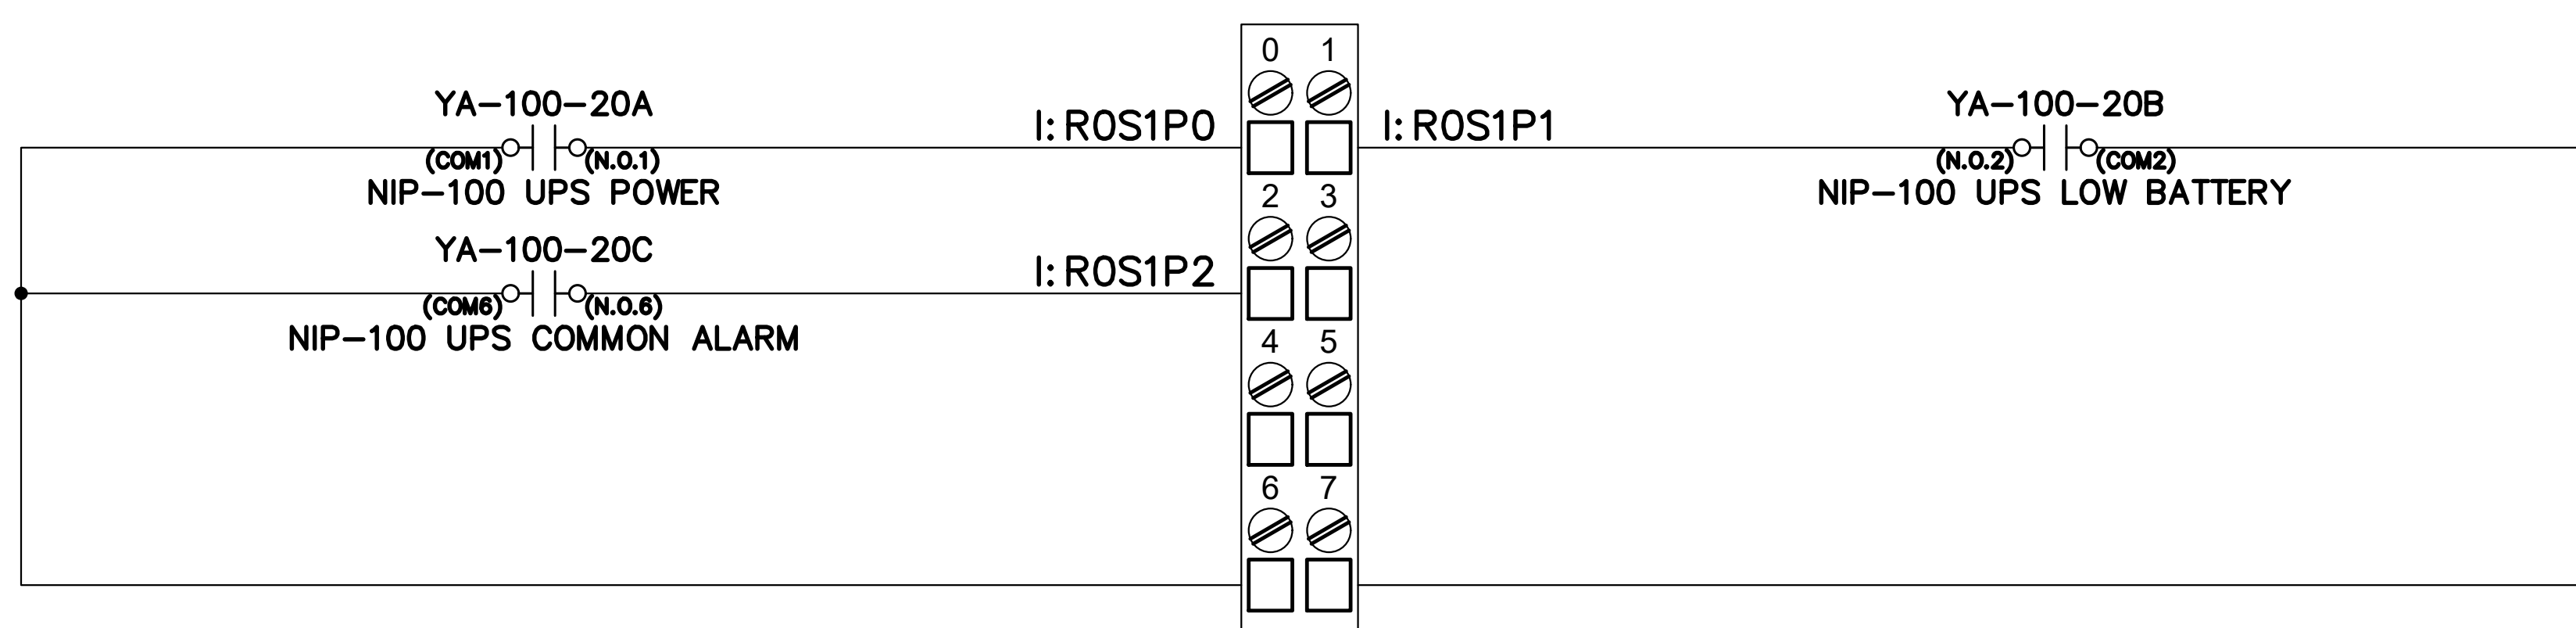 0 1
YA-100-20A
I:R0S1P0
I:R0S1P1
YA-100-20B
(COM1) (N.O.1)
(N.O.2) (COM2)
NIP-100 UPS POWER
NIP-100 UPS LOW BATTERY
2 3
YA-100-20C
I:R0S1P2
(COM6) (N.O.6)
NIP-100 UPS COMMON ALARM
4 5
6 7